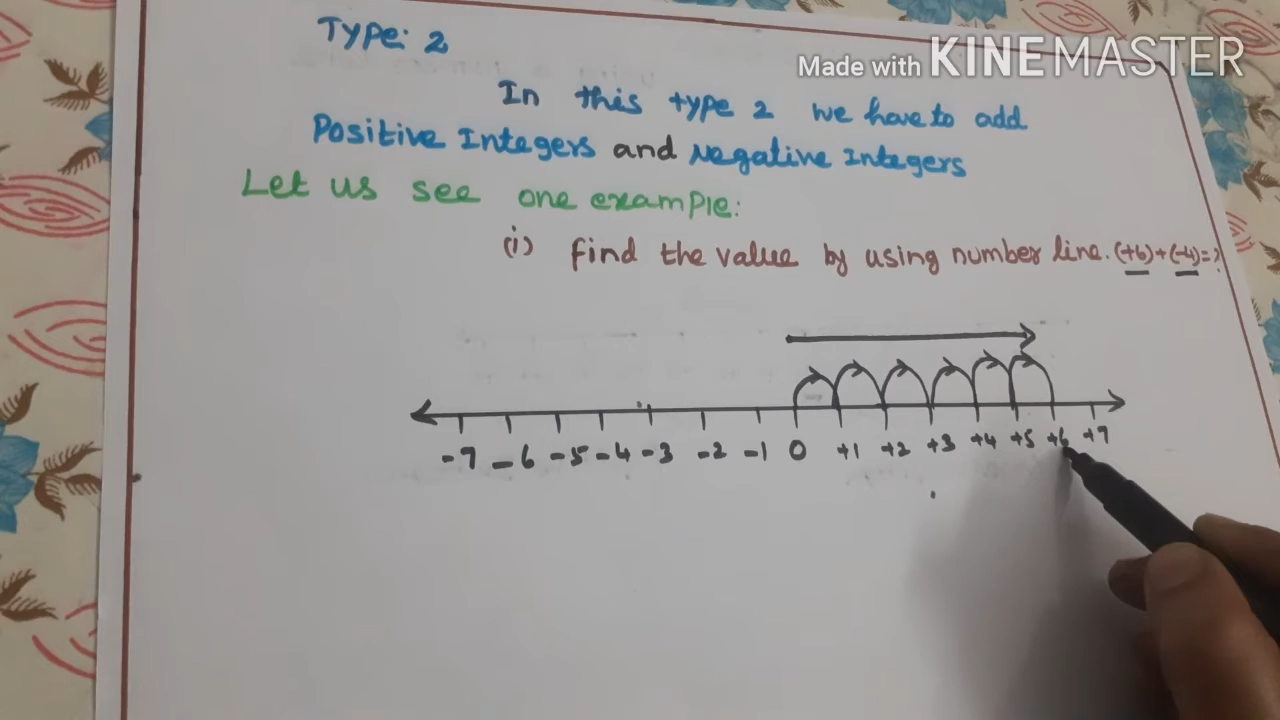 Type: 2
Made with KINEMASTER
In this type 2 we have to add
Positive Integers and Negative Integers
Let us see one example:
(i) Find the value by using number line. (+6)+(-4)=?
-7 -6 -5 -4 -3 -2 -1 0 +1 +2 +3 +4 +5 +6 +7